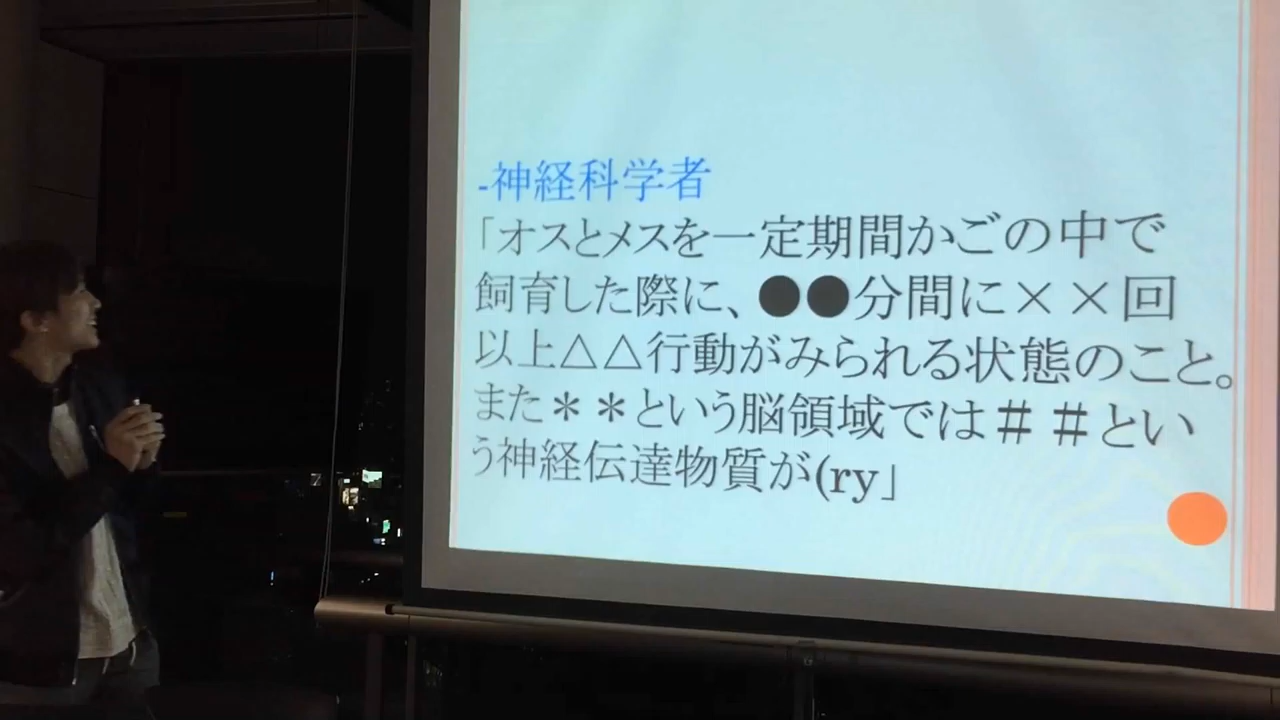 -神経科学者
「オスとメスを一定期間かごの中で
飼育した際に、●●分間に××回
以上△△行動がみられる状態のこと。
また＊＊という脳領域では＃＃とい
う神経伝達物質が(ry」